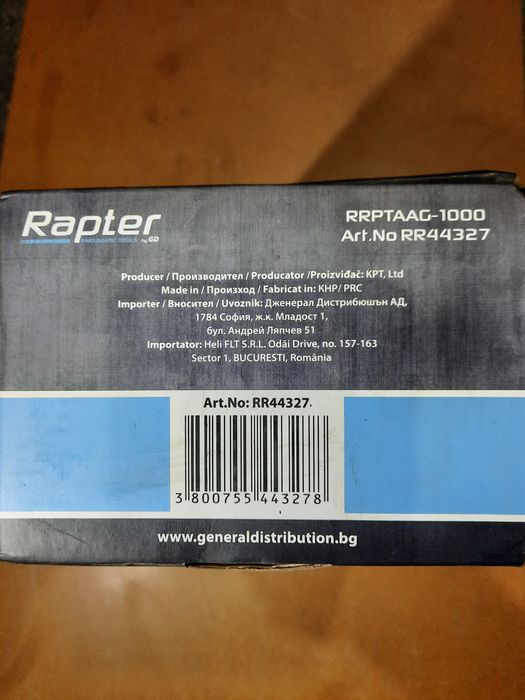 Rapter
PNEUMATIC TOOLS by GD
RRPTAAG-1000
Art.No RR44327
Producer / Производител / Producator /Proizviđač: KPT, Ltd
Made in / Произход / Fabricat in: КНР/ PRC
Importer / Вносител / Uvoznik: Дженерал Дистрибюшън АД,
1784 София, ж.к. Младост 1,
бул. Андрей Ляпчев 51
Importator: Heli FLT S.R.L. Odăi Drive, no. 157-163
Sector 1, BUCURESTI, România
Art.No: RR44327
3 800755 443278
www.generaldistribution.bg